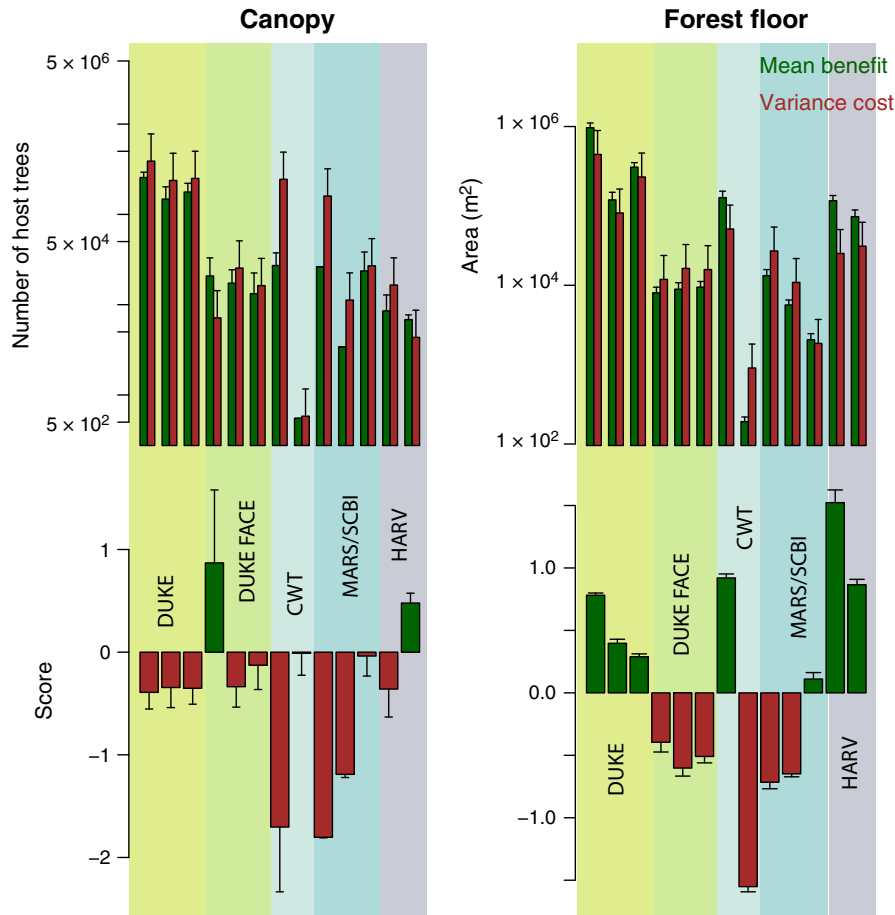 Canopy
Forest floor
Mean benefit
Variance cost
Number of host trees
5 × 10⁶
5 × 10⁴
5 × 10²
Area (m²)
1 × 10⁶
1 × 10⁴
1 × 10²
Score
1
0
−1
−2
DUKE
DUKE FACE
CWT
MARS/SCBI
HARV
1.0
0.0
−1.0
DUKE
DUKE FACE
CWT
MARS/SCBI
HARV